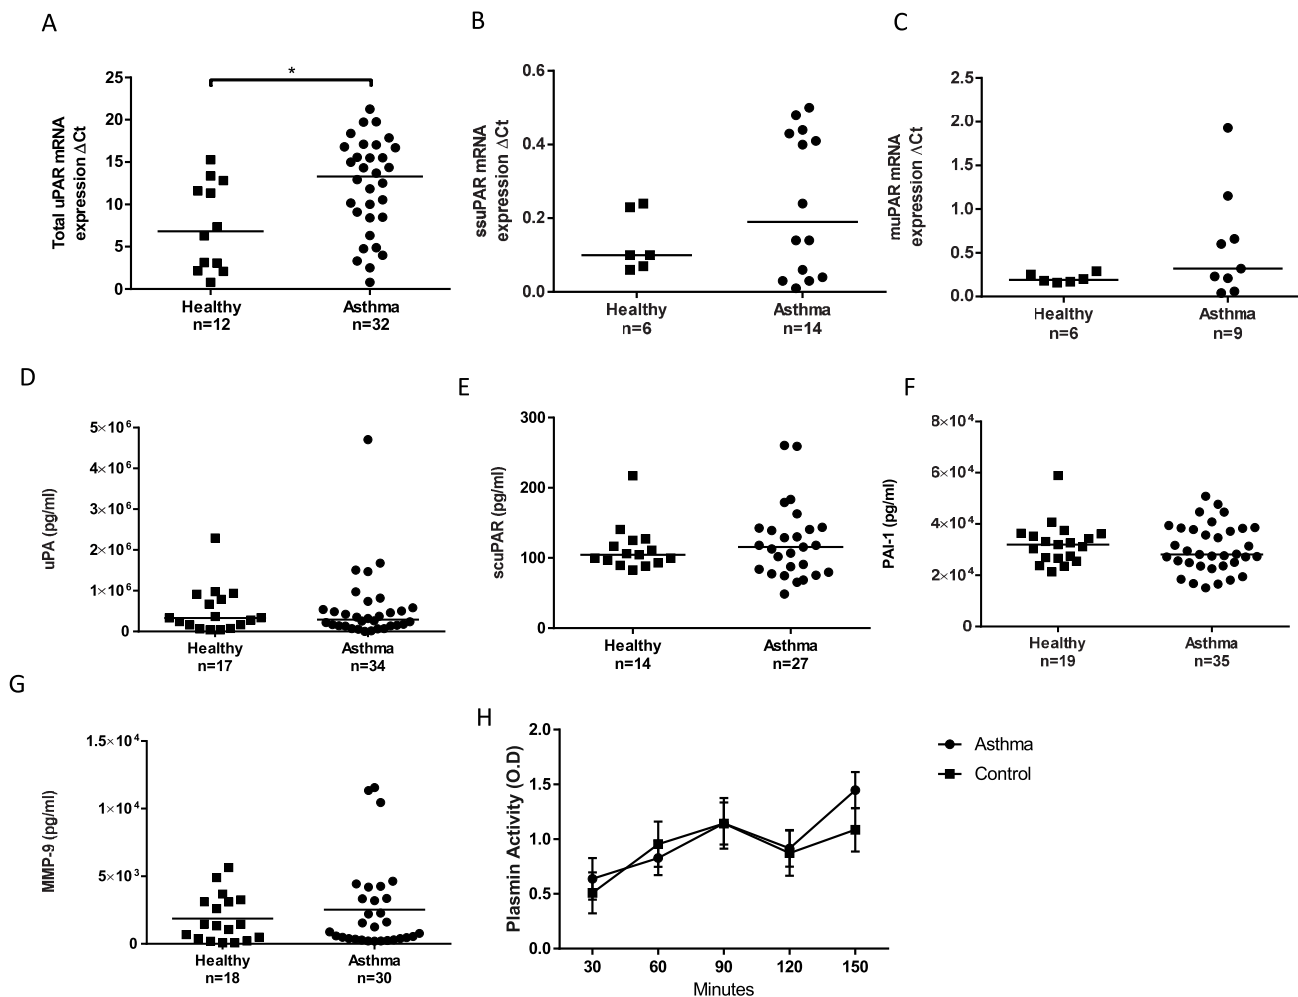 A
Total uPAR mRNA
expression ΔCt
25
20
15
10
5
0
*
Healthy
n=12
Asthma
n=32
B
ssuPAR mRNA
expression ΔCt
0.6
0.4
0.2
0.0
Healthy
n=6
Asthma
n=14
C
muPAR mRNA
expression ΔCt
2.5
2.0
1.5
1.0
0.5
0.0
Healthy
n=6
Asthma
n=9
D
uPA (pg/ml)
5×10⁶
4×10⁶
3×10⁶
2×10⁶
1×10⁶
0
Healthy
n=17
Asthma
n=34
E
scuPAR (pg/ml)
300
200
100
0
Healthy
n=14
Asthma
n=27
F
PAI-1 (pg/ml)
8×10⁴
6×10⁴
4×10⁴
2×10⁴
0
Healthy
n=19
Asthma
n=35
G
MMP-9 (pg/ml)
1.5×10⁴
1×10⁴
5×10³
0
Healthy
n=18
Asthma
n=30
H
Plasmin Activity (O.D)
2.0
1.5
1.0
0.5
0.0
30 60 90 120 150
Minutes
Asthma
Control